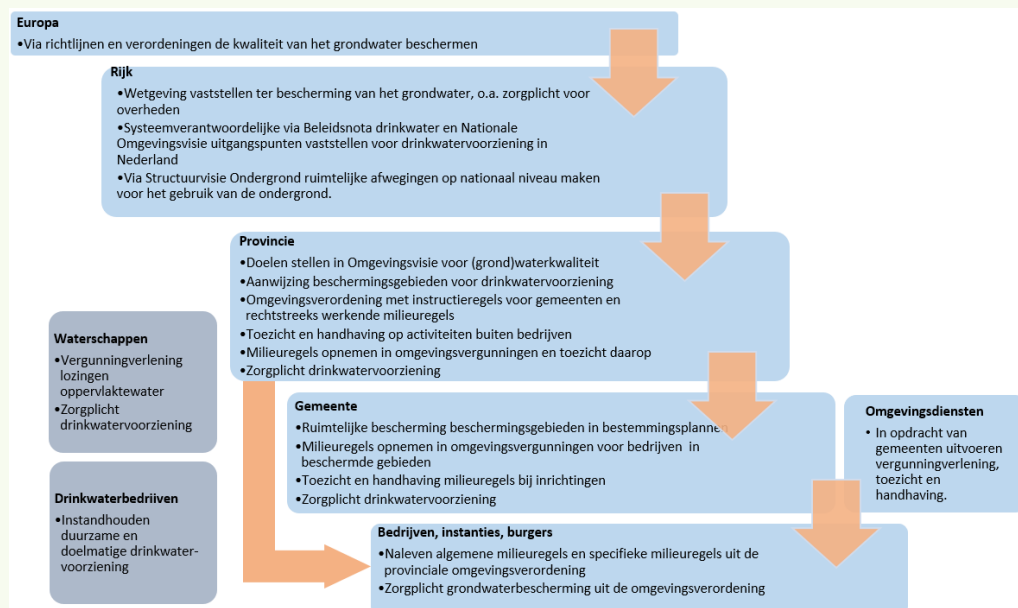 Europa
•Via richtlijnen en verordeningen de kwaliteit van het grondwater beschermen
Rijk
•Wetgeving vaststellen ter bescherming van het grondwater, o.a. zorgplicht voor
overheden
•Systeemverantwoordelijke via Beleidsnota drinkwater en Nationale
Omgevingsvisie uitgangspunten vaststellen voor drinkwatervoorziening in
Nederland
•Via Structuurvisie Ondergrond ruimtelijke afwegingen op nationaal niveau maken
voor het gebruik van de ondergrond.
Provincie
•Doelen stellen in Omgevingsvisie voor (grond)waterkwaliteit
•Aanwijzing beschermingsgebieden voor drinkwatervoorziening
•Omgevingsverordening met instructieregels voor gemeenten en
rechtstreeks werkende milieuregels
•Toezicht en handhaving op activiteiten buiten bedrijven
•Milieuregels opnemen in omgevingsvergunningen en toezicht daarop
•Zorgplicht drinkwatervoorziening
Waterschappen
•Vergunningverlening
lozingen
oppervlaktewater
•Zorgplicht
drinkwatervoorziening
Gemeente
•Ruimtelijke bescherming beschermingsgebieden in bestemmingsplannen
•Milieuregels opnemen in omgevingsvergunningen voor bedrijven in
beschermde gebieden
•Toezicht en handhaving milieuregels bij inrichtingen
•Zorgplicht drinkwatervoorziening
Omgevingsdiensten
• In opdracht van
gemeenten uitvoeren
vergunningverlening,
toezicht en
handhaving.
Drinkwaterbedrijven
•Instandhouden
duurzame en
doelmatige drinkwater-
voorziening
Bedrijven, instanties, burgers
•Naleven algemene milieuregels en specifieke milieuregels uit de
provinciale omgevingsverordening
•Zorgplicht grondwaterbescherming uit de omgevingsverordening